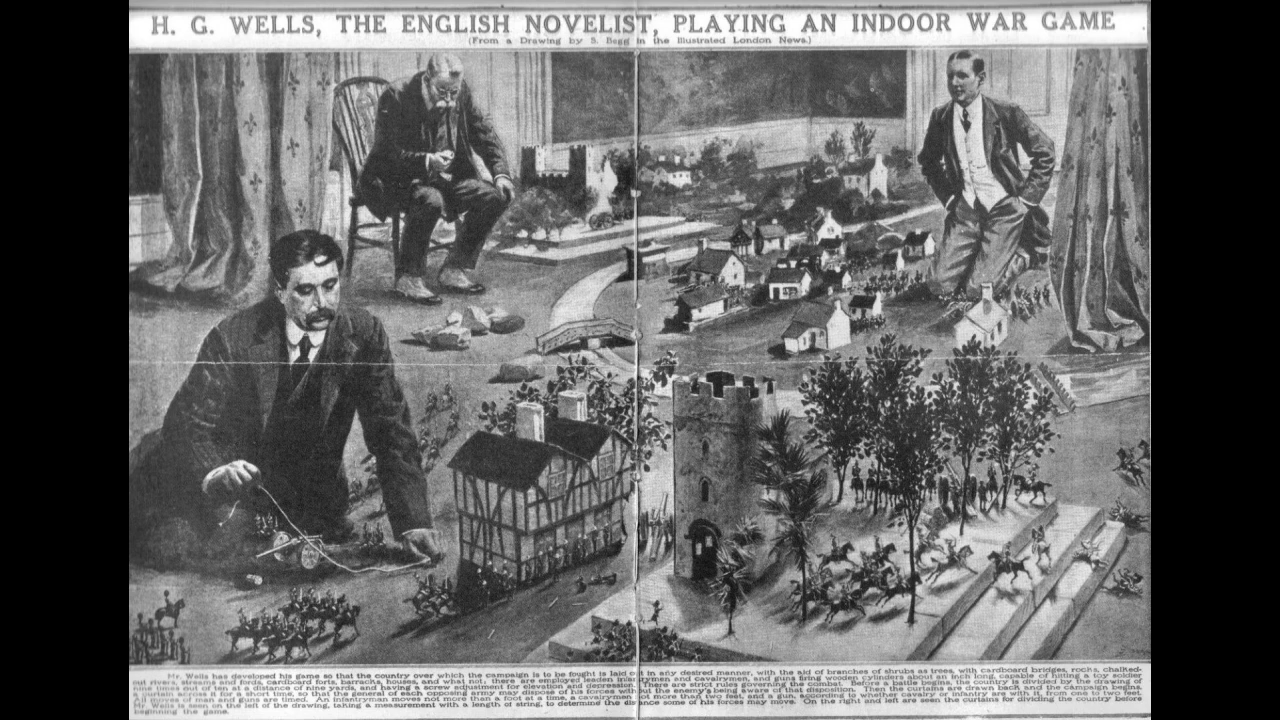 H. G. WELLS, THE ENGLISH NOVELIST, PLAYING AN INDOOR WAR GAME
(From a Drawing by S. Begg in the Illustrated London News.)
Mr. Wells has developed his game so that the country over which the campaign is to be fought is laid out in any desired manner, with the aid of branches of shrubs as trees, with cardboard bridges, rocks, chalked-
out rivers, streams and fords, cardboard forts, barracks, houses, and what not; there are employed leaden infantrymen and cavalrymen, and guns firing wooden cylinders about an inch long, capable of hitting a toy soldier
nine times out of ten at a distance of nine yards, and having a screw adjustment for elevation and depression. There are strict rules governing the combat. Before a battle begins, the country is divided by the drawing of
a curtain across it for a short time, so that the general of each opposing army may dispose of his forces without the enemy's being aware of that disposition. Then the curtains are drawn back and the campaign begins.
All moves of men and guns are timed. An infantryman moves not more than a foot at a time, a cavalryman not more than two feet, and a gun, according to whether cavalry or infantry are with it, from one to two feet.
Mr. Wells is seen on the left of the drawing, taking a measurement with a length of string, to determine the distance some of his forces may move. On the right and left are seen the curtains for dividing the country before
beginning the game.